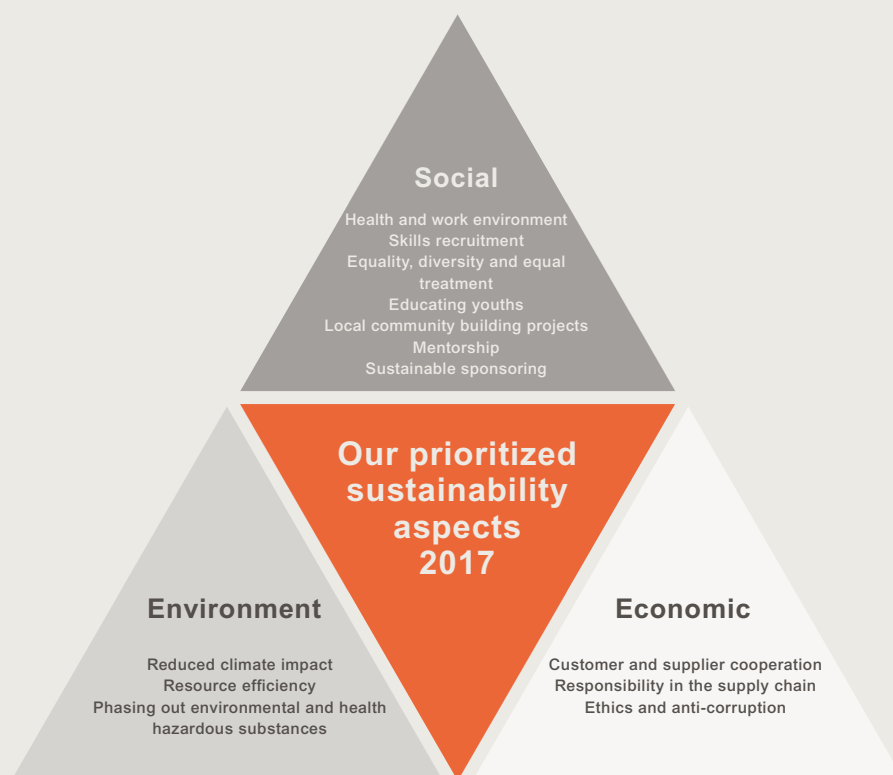 Social
Health and work environment
Skills recruitment
Equality, diversity and equal
treatment
Educating youths
Local community building projects
Mentorship
Sustainable sponsoring
Our prioritized
sustainability
aspects
2017
Environment
Reduced climate impact
Resource efficiency
Phasing out environmental and health
hazardous substances
Economic
Customer and supplier cooperation
Responsibility in the supply chain
Ethics and anti-corruption